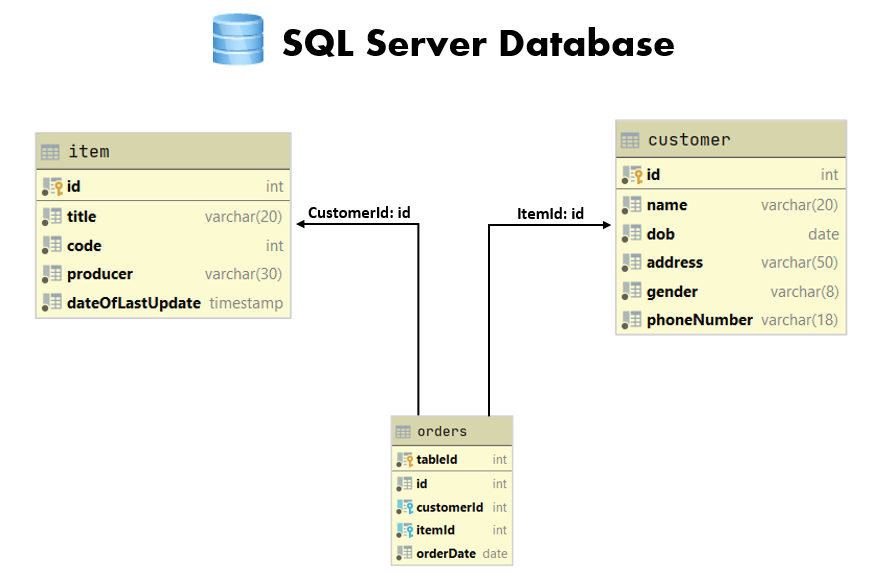 SQL Server Database
item
id int
title varchar(20)
code int
producer varchar(30)
dateOfLastUpdate timestamp
CustomerId: id
ItemId: id
customer
id int
name varchar(20)
dob date
address varchar(50)
gender varchar(8)
phoneNumber varchar(18)
orders
tableId int
id int
customerId int
itemId int
orderDate date